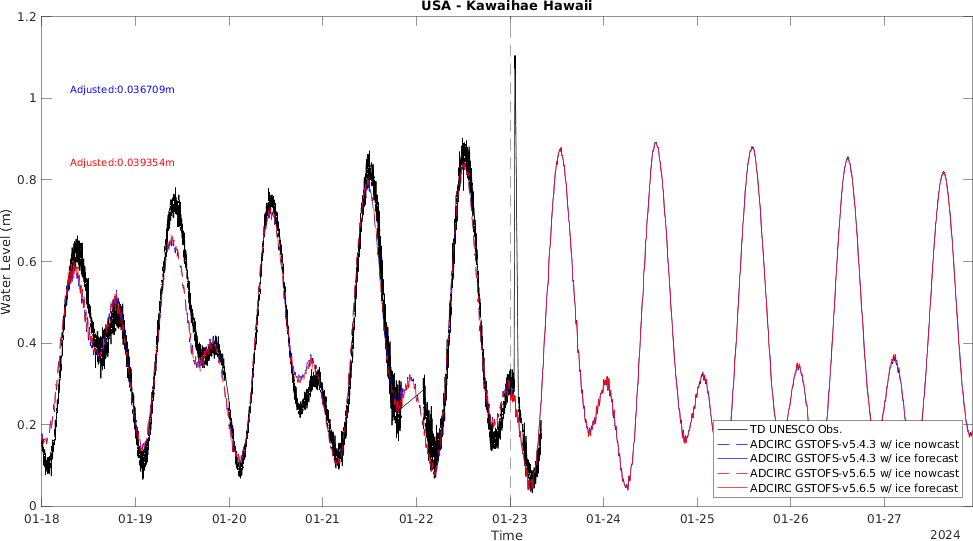 USA - Kawaihae Hawaii
1.2
1
0.8
0.6
0.4
0.2
0
Water Level (m)
Adjusted:0.036709m
Adjusted:0.039354m
TD UNESCO Obs.
ADCIRC GSTOFS-v5.4.3 w/ ice nowcast
ADCIRC GSTOFS-v5.4.3 w/ ice forecast
ADCIRC GSTOFS-v5.6.5 w/ ice nowcast
ADCIRC GSTOFS-v5.6.5 w/ ice forecast
01-18 01-19 01-20 01-21 01-22 01-23 01-24 01-25 01-26 01-27
Time
2024